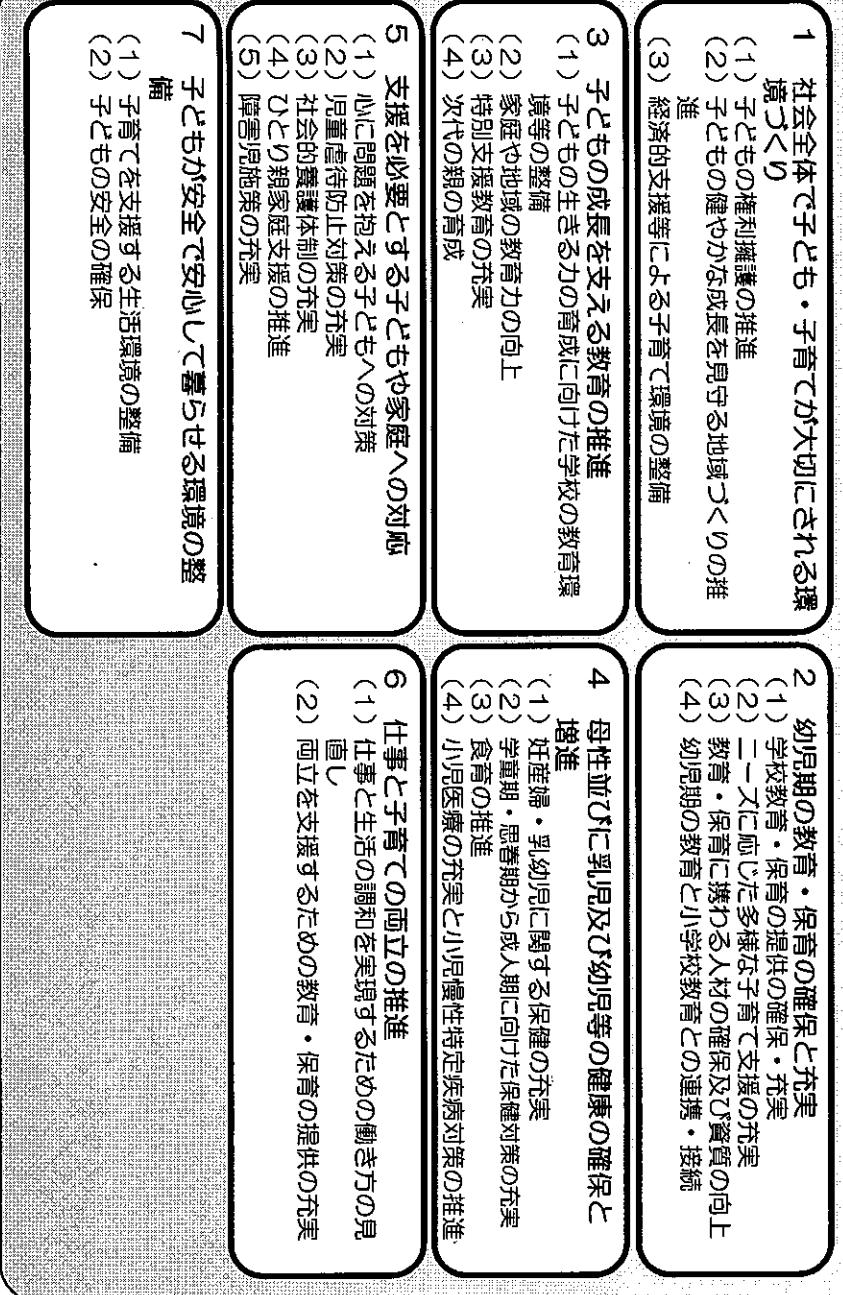 1 社会全体で子ども・子育てが大切にされる環
境づくり
(1) 子どもの権利擁護の推進
(2) 子どもの健やかな成長を見守る地域づくりの推
進
(3) 経済的支援等による子育て環境の整備
2 幼児期の教育・保育の確保と充実
(1) 学校教育・保育の提供の確保・充実
(2) ニーズに応じた多様な子育て支援の充実
(3) 教育・保育に携わる人材の確保及び資質の向上
(4) 幼児期の教育と小学校教育との連携・接続
3 子どもの成長を支える教育の推進
(1) 子どもの生きる力の育成に向けた学校の教育環
境等の整備
(2) 家庭や地域の教育力の向上
(3) 特別支援教育の充実
(4) 次代の親の育成
4 母性並びに乳児及び幼児等の健康の確保と
増進
(1) 妊産婦・乳幼児に関する保健の充実
(2) 学童期・思春期から成人期に向けた保健対策の充実
(3) 食育の推進
(4) 小児医療の充実と小児慢性特定疾病対策の推進
5 支援を必要とする子どもや家庭への対応
(1) 心に問題を抱える子どもへの対策
(2) 児童虐待防止対策の充実
(3) 社会的養護体制の充実
(4) ひとり親家庭支援の推進
(5) 障害児施策の充実
6 仕事と子育ての両立の推進
(1) 仕事と生活の調和を実現するための働き方の見
直し
(2) 両立を支援するための教育・保育の提供の充実
7 子どもが安全で安心して暮らせる環境の整
備
(1) 子育てを支援する生活環境の整備
(2) 子どもの安全の確保